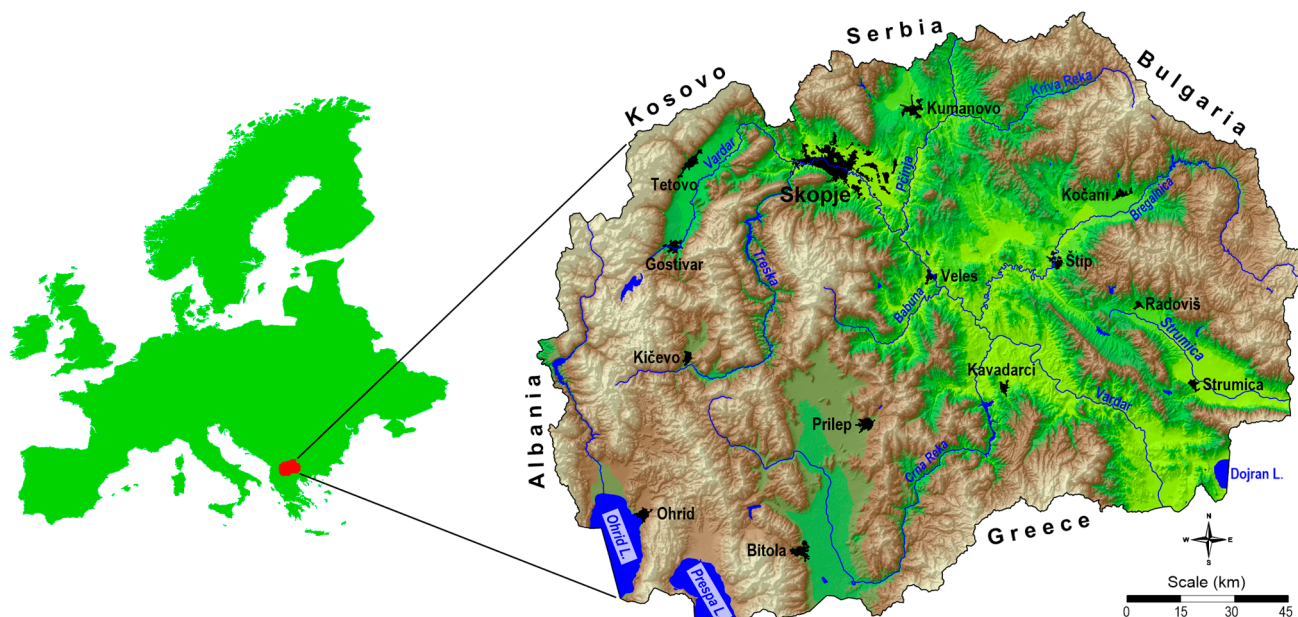 Serbia
Kosovo
Bulgaria
Albania
Greece
Kriva Reka
Kumanovo
Vardar
Tetovo
Pčinja
Skopje
Kočani
Bregalnica
Gostivar
Treska
Štip
Veles
Babuna
Radoviš
Strumica
Kičevo
Kavadarci
Strumica
Vardar
Prilep
Crna Reka
Dojran L.
Ohrid L.
Ohrid
Bitola
Prespa L.
N
W E
S
Scale (km)
0 15 30 45